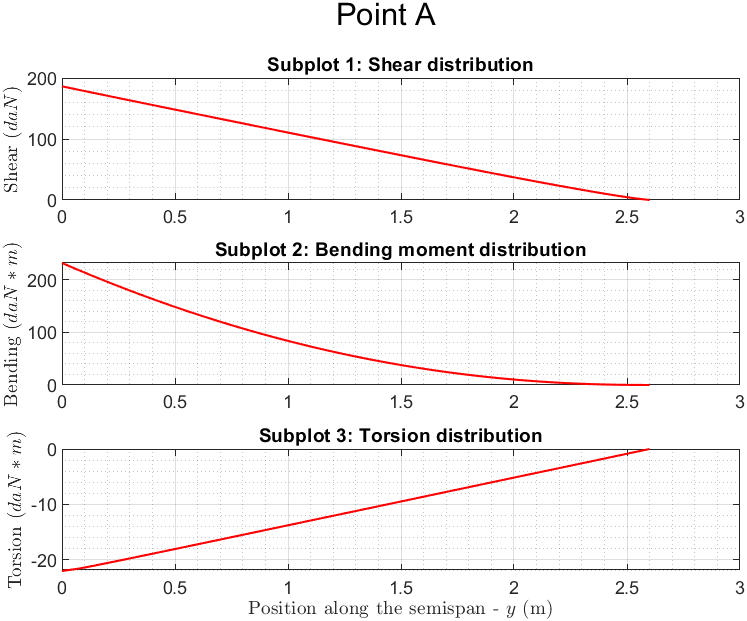 Point A
Subplot 1: Shear distribution
Shear (daN)
200
100
0
0 0.5 1 1.5 2 2.5 3
Subplot 2: Bending moment distribution
Bending (daN * m)
200
100
0
0 0.5 1 1.5 2 2.5 3
Subplot 3: Torsion distribution
Torsion (daN * m)
0
-10
-20
0 0.5 1 1.5 2 2.5 3
Position along the semispan - y (m)